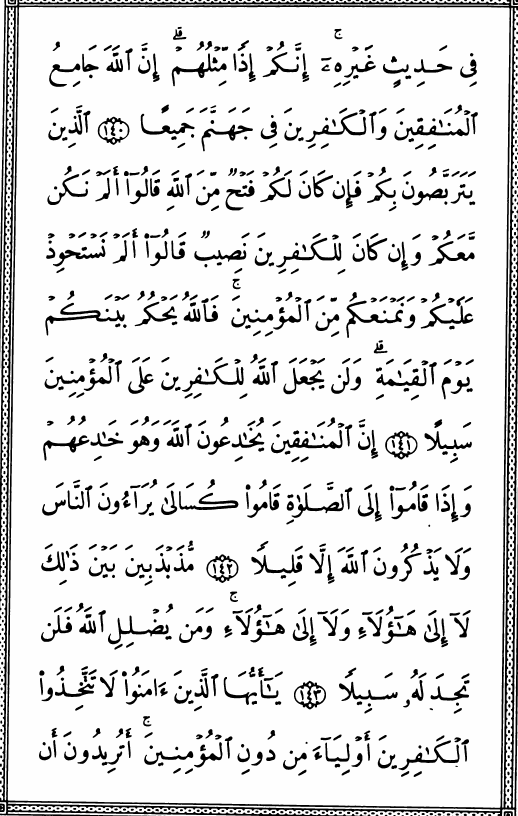 فِى حَدِيثٍ غَيْرِهِۦٓ ۚ إِنَّكُمْ إِذًا مِّثْلُهُمْ ۗ إِنَّ ٱللَّهَ جَامِعُ
ٱلْمُنَٰفِقِينَ وَٱلْكَٰفِرِينَ فِى جَهَنَّمَ جَمِيعًا ١٤٠ ٱلَّذِينَ
يَتَرَبَّصُونَ بِكُمْ فَإِن كَانَ لَكُمْ فَتْحٌ مِّنَ ٱللَّهِ قَالُوٓا۟ أَلَمْ نَكُن
مَّعَكُمْ وَإِن كَانَ لِلْكَٰفِرِينَ نَصِيبٌ قَالُوٓا۟ أَلَمْ نَسْتَحْوِذْ
عَلَيْكُمْ وَنَمْنَعْكُم مِّنَ ٱلْمُؤْمِنِينَ ۚ فَٱللَّهُ يَحْكُمُ بَيْنَكُمْ
يَوْمَ ٱلْقِيَٰمَةِ ۗ وَلَن يَجْعَلَ ٱللَّهُ لِلْكَٰفِرِينَ عَلَى ٱلْمُؤْمِنِينَ
سَبِيلًا ١٤١ إِنَّ ٱلْمُنَٰفِقِينَ يُخَٰدِعُونَ ٱللَّهَ وَهُوَ خَٰدِعُهُمْ
وَإِذَا قَامُوٓا۟ إِلَى ٱلصَّلَوٰةِ قَامُوا۟ كُسَالَىٰ يُرَآءُونَ ٱلنَّاسَ
وَلَا يَذْكُرُونَ ٱللَّهَ إِلَّا قَلِيلًا ١٤٢ مُّذَبْذَبِينَ بَيْنَ ذَٰلِكَ
لَآ إِلَىٰ هَٰٓؤُلَآءِ وَلَآ إِلَىٰ هَٰٓؤُلَآءِ ۚ وَمَن يُضْلِلِ ٱللَّهُ فَلَن
تَجِدَ لَهُۥ سَبِيلًا ١٤٣ يَٰٓأَيُّهَا ٱلَّذِينَ ءَامَنُوا۟ لَا تَتَّخِذُوا۟
ٱلْكَٰفِرِينَ أَوْلِيَآءَ مِن دُونِ ٱلْمُؤْمِنِينَ ۚ أَتُرِيدُونَ أَن